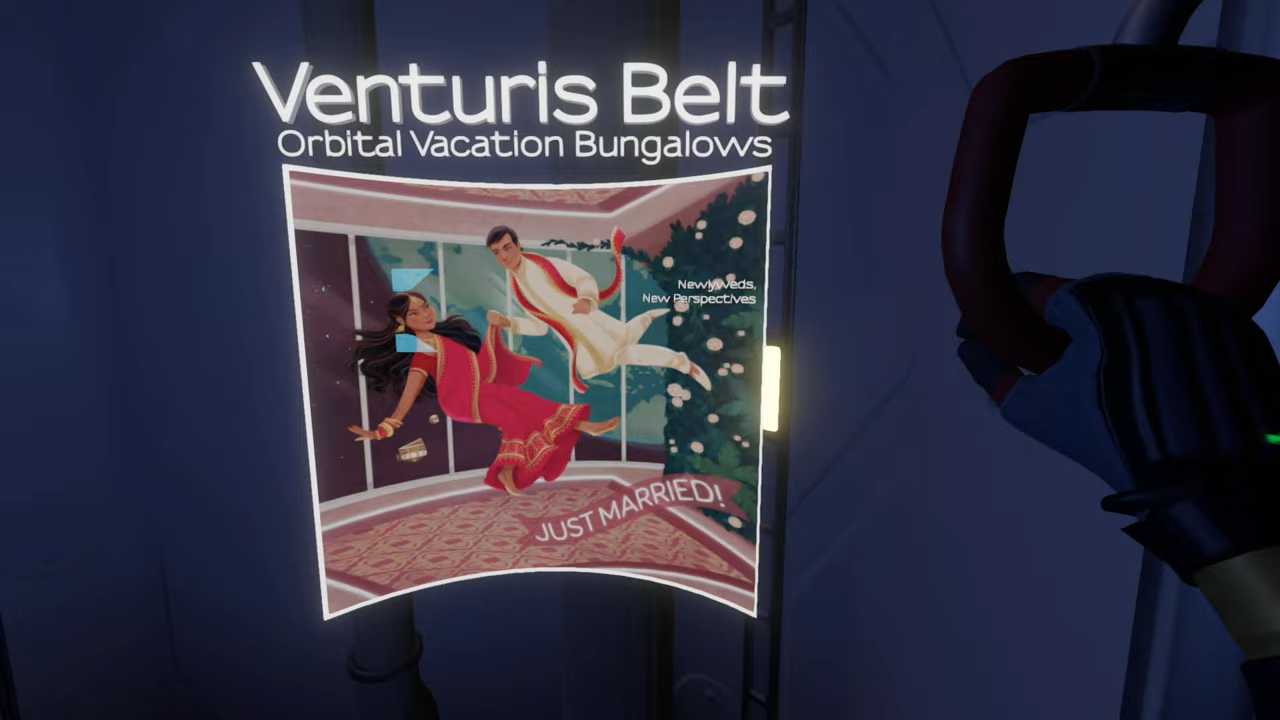 Venturis Belt
Orbital Vacation Bungalows
Newlyweds,
New Perspectives
JUST MARRIED!